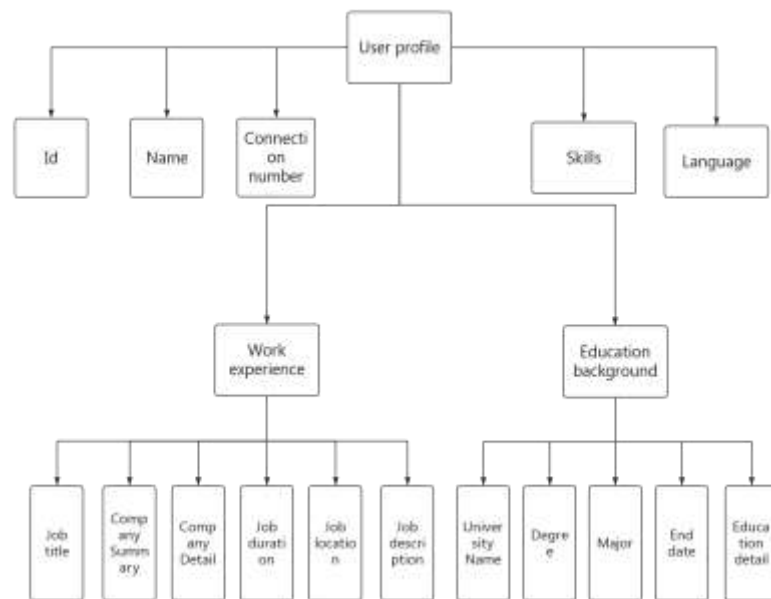 User profile
Id
Name
Connecti
on
number
Skills
Language
Work
experience
Education
background
Job
title
Comp
any
Summ
ary
Comp
any
Detail
Job
durati
on
Job
locatio
n
Job
descri
ption
Univer
sity
Name
Degre
e
Major
End
date
Educa
tion
detail